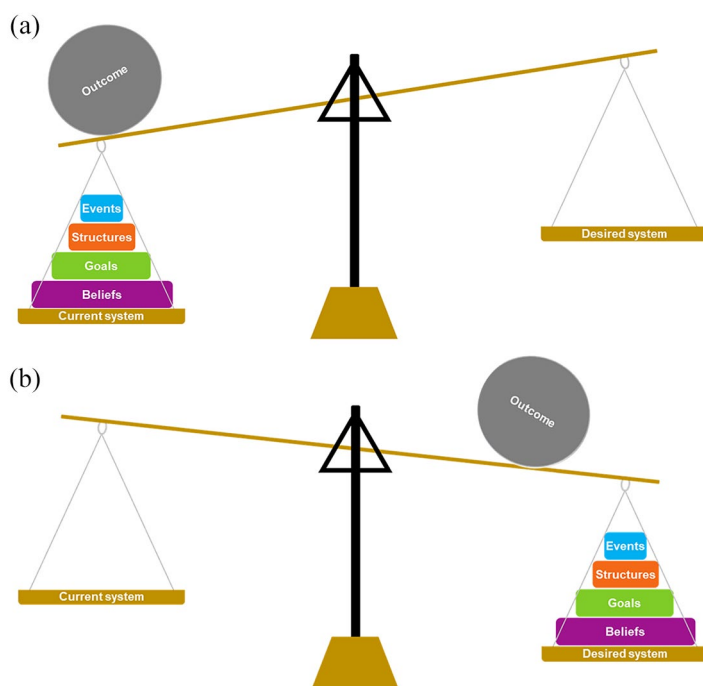 (a)
Outcome
Events
Structures
Goals
Beliefs
Current system
Desired system
(b)
Outcome
Current system
Events
Structures
Goals
Beliefs
Desired system